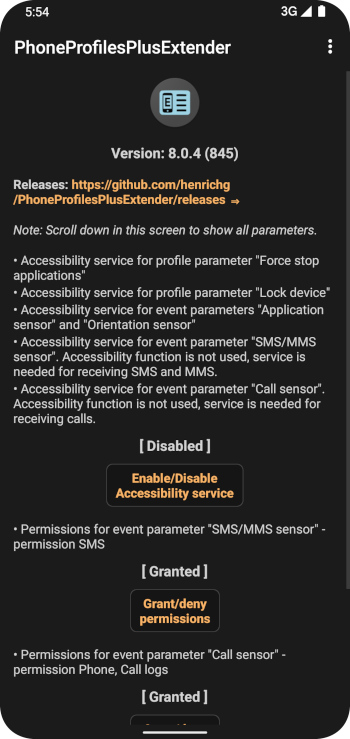 5:54
3G
PhoneProfilesPlusExtender
Version: 8.0.4 (845)
Releases: https://github.com/henrichg
/PhoneProfilesPlusExtender/releases ⇒
Note: Scroll down in this screen to show all parameters.
• Accessibility service for profile parameter "Force stop
applications"
• Accessibility service for profile parameter "Lock device"
• Accessibility service for event parameters "Application
sensor" and "Orientation sensor"
• Accessibility service for event parameter "SMS/MMS
sensor". Accessibility function is not used, service is
needed for receiving SMS and MMS.
• Accessibility service for event parameter "Call sensor".
Accessibility function is not used, service is needed for
receiving calls.
[ Disabled ]
Enable/Disable
Accessibility service
• Permissions for event parameter "SMS/MMS sensor" -
permission SMS
[ Granted ]
Grant/deny
permissions
• Permissions for event parameter "Call sensor" -
permission Phone, Call logs
[ Granted ]